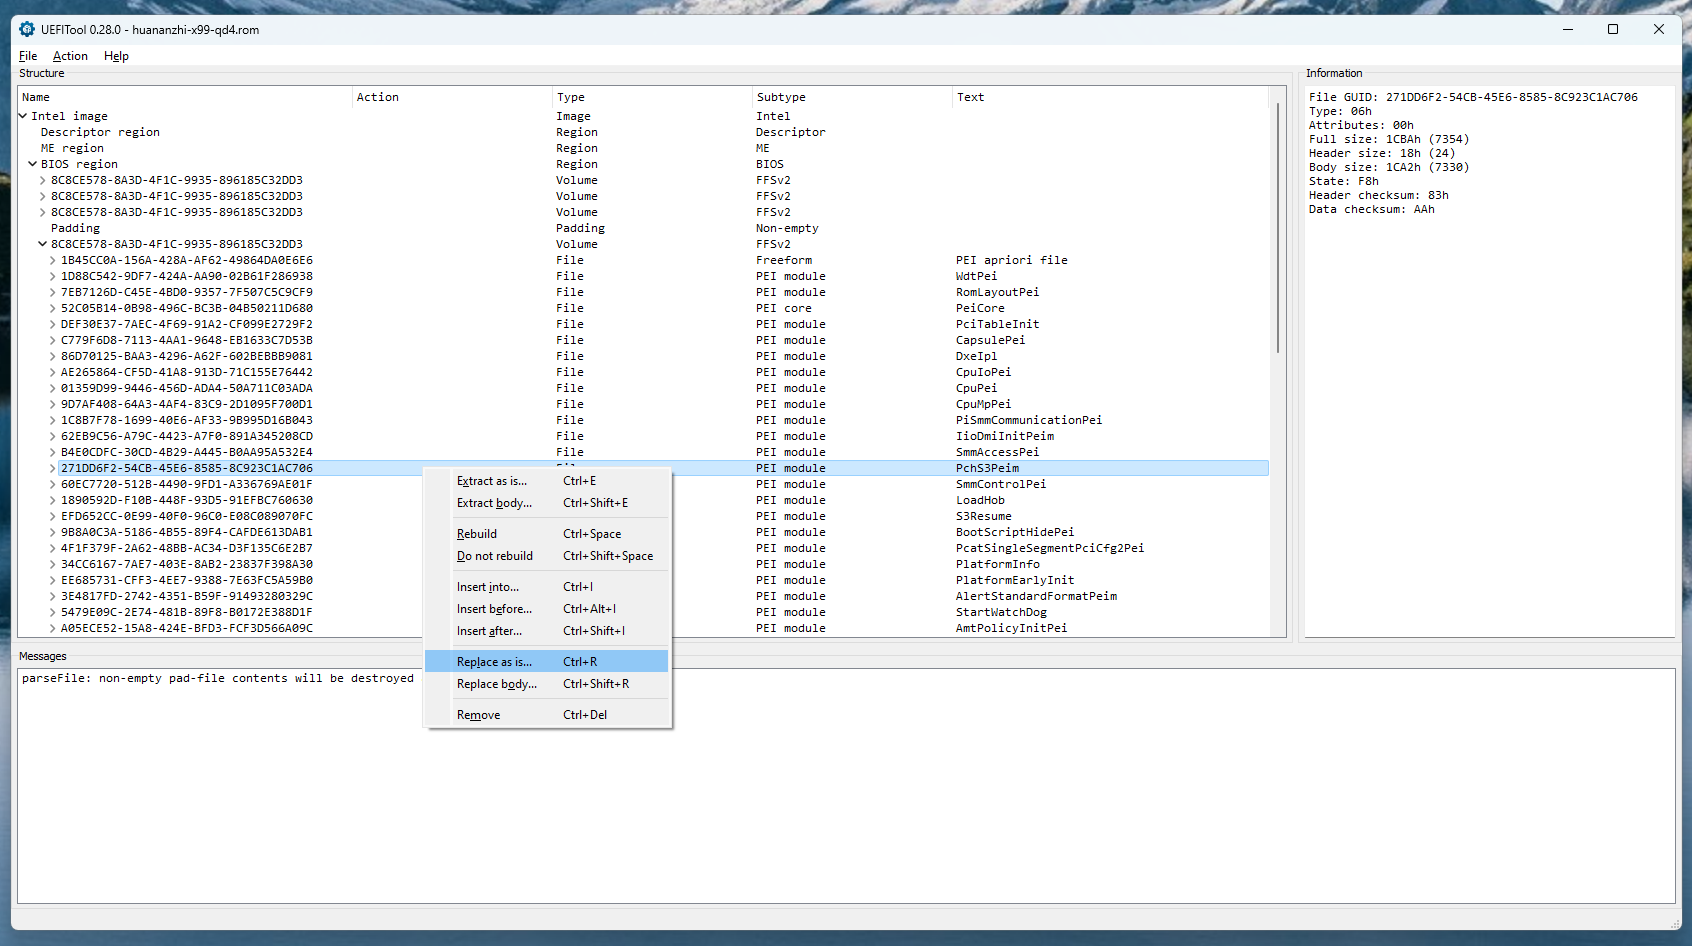 UEFITool 0.28.0 - huananzhi-x99-qd4.rom
File Action Help
Structure
Name Action Type Subtype Text
Intel image Image Intel
Descriptor region Region Descriptor
ME region Region ME
BIOS region Region BIOS
8C8CE578-8A3D-4F1C-9935-896185C32DD3 Volume FFSv2
8C8CE578-8A3D-4F1C-9935-896185C32DD3 Volume FFSv2
8C8CE578-8A3D-4F1C-9935-896185C32DD3 Volume FFSv2
Padding Padding Non-empty
8C8CE578-8A3D-4F1C-9935-896185C32DD3 Volume FFSv2
1B45CC0A-156A-428A-AF62-49864DA0E6E6 File Freeform PEI apriori file
1D88C542-9DF7-424A-AA90-02B61F286938 File PEI module WdtPei
7EB7126D-C45E-4BD0-9357-7F507C5C9CF9 File PEI module RomLayoutPei
52C05B14-0B98-496C-BC3B-04B50211D680 File PEI core PeiCore
DEF30E37-7AEC-4F69-91A2-CF099E2729F2 File PEI module PciTableInit
C779F6D8-7113-4AA1-9648-EB1633C7D53B File PEI module CapsulePei
86D70125-BAA3-4296-A62F-602BEBBB9081 File PEI module DxeIpl
AE265864-CF5D-41A8-913D-71C155E76442 File PEI module CpuIoPei
01359D99-9446-456D-ADA4-50A711C03ADA File PEI module CpuPei
9D7AF408-64A3-4AF4-83C9-2D1095F700D1 File PEI module CpuMpPei
1C8B7F78-1699-40E6-AF33-9B995D16B043 File PEI module PiSmmCommunicationPei
62EB9C56-A79C-4423-A7F0-891A345208CD File PEI module IioDmiInitPeim
B4E0CDFC-30CD-4B29-A445-B0AA95A532E4 File PEI module SmmAccessPei
271DD6F2-54CB-45E6-8585-8C923C1AC706 File PEI module PchS3Peim
60EC7720-512B-4490-9FD1-A336769AE01F PEI module SmmControlPei
1890592D-F10B-448F-93D5-91EFBC760630 PEI module LoadHob
EFD652CC-0E99-40F0-96C0-E08C089070FC PEI module S3Resume
9B8A0C3A-5186-4B55-89F4-CAFDE613DAB1 PEI module BootScriptHidePei
4F1F379F-2A62-48BB-AC34-D3F135C6E2B7 PEI module PcatSingleSegmentPciCfg2Pei
34CC6167-7AE7-403E-8AB2-23837F398A30 PEI module PlatformInfo
EE685731-CFF3-4EE7-9388-7E63FC5A59B0 PEI module PlatformEarlyInit
3E4817FD-2742-4351-B59F-91493280329C PEI module AlertStandardFormatPeim
5479E09C-2E74-481B-89F8-B0172E388D1F PEI module StartWatchDog
A05ECE52-15A8-424E-BFD3-FCF3D566A09C PEI module AmtPolicyInitPei
Extract as is... Ctrl+E
Extract body... Ctrl+Shift+E
Rebuild Ctrl+Space
Do not rebuild Ctrl+Shift+Space
Insert into... Ctrl+I
Insert before... Ctrl+Alt+I
Insert after... Ctrl+Shift+I
Replace as is... Ctrl+R
Replace body... Ctrl+Shift+R
Remove Ctrl+Del
Information
File GUID: 271DD6F2-54CB-45E6-8585-8C923C1AC706
Type: 06h
Attributes: 00h
Full size: 1CBAh (7354)
Header size: 18h (24)
Body size: 1CA2h (7330)
State: F8h
Header checksum: 83h
Data checksum: AAh
Messages
parseFile: non-empty pad-file contents will be destroyed